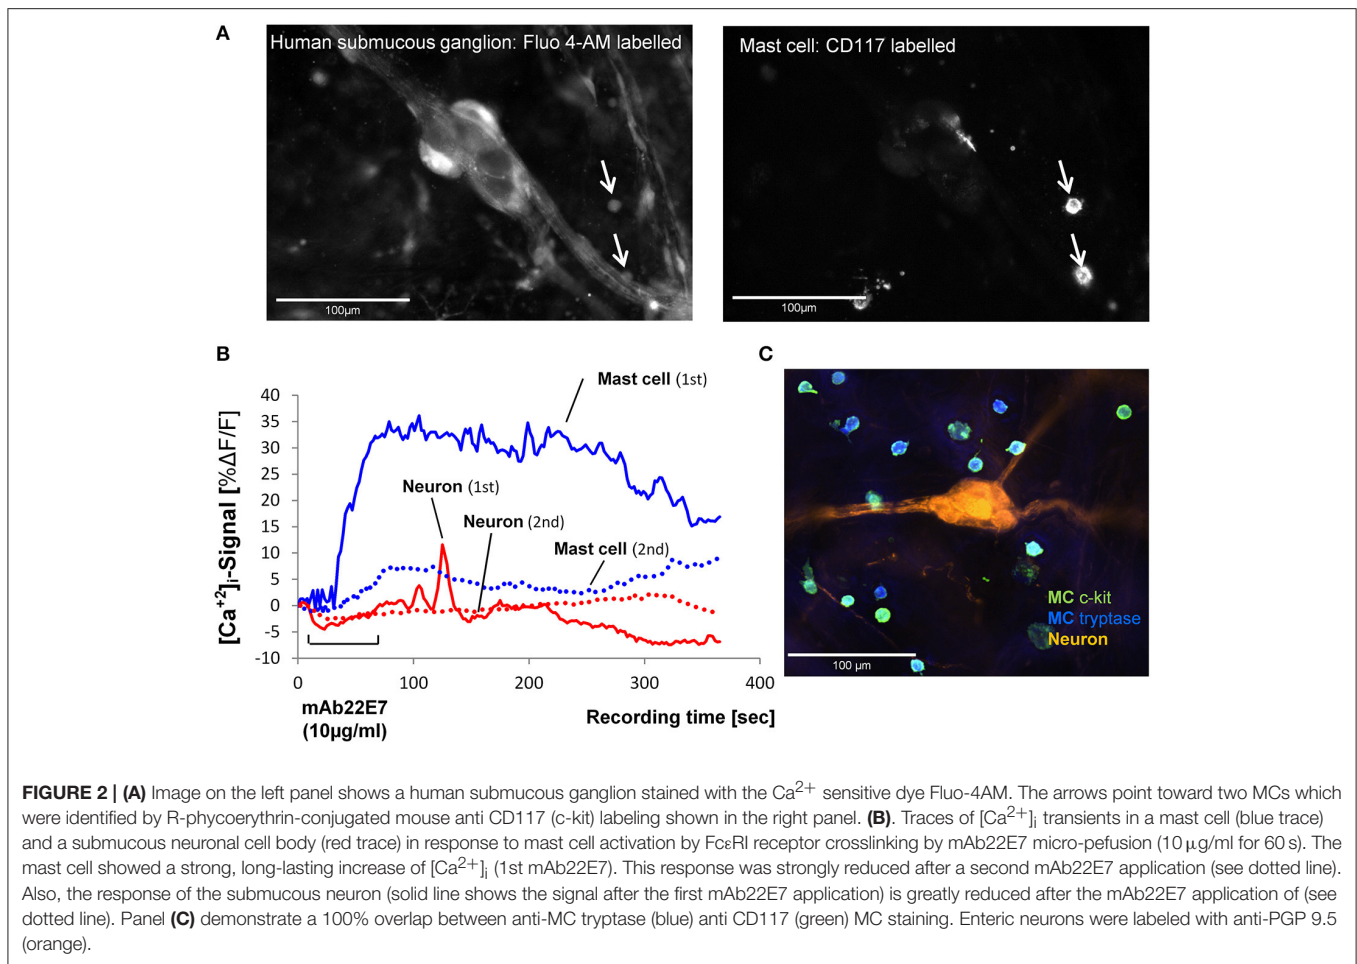 A
Human submucous ganglion: Fluo 4-AM labelled
100µm
Mast cell: CD117 labelled
100µm
B
[Ca⁺²]ᵢ-Signal [%ΔF/F]
40
35
30
25
20
15
10
5
0
-5
-10
Mast cell (1st)
Neuron (1st)
Neuron (2nd)
Mast cell (2nd)
0
100
200
300
400
mAb22E7
(10µg/ml)
Recording time [sec]
C
MC c-kit
MC tryptase
Neuron
100 µm
FIGURE 2 | (A) Image on the left panel shows a human submucous ganglion stained with the Ca²⁺ sensitive dye Fluo-4AM. The arrows point toward two MCs which
were identified by R-phycoerythrin-conjugated mouse anti CD117 (c-kit) labeling shown in the right panel. (B). Traces of [Ca²⁺]ᵢ transients in a mast cell (blue trace)
and a submucous neuronal cell body (red trace) in response to mast cell activation by FcεRI receptor crosslinking by mAb22E7 micro-pefusion (10 µg/ml for 60 s). The
mast cell showed a strong, long-lasting increase of [Ca²⁺]ᵢ (1st mAb22E7). This response was strongly reduced after a second mAb22E7 application (see dotted line).
Also, the response of the submucous neuron (solid line shows the signal after the first mAb22E7 application) is greatly reduced after the mAb22E7 application of (see
dotted line). Panel (C) demonstrate a 100% overlap between anti-MC tryptase (blue) anti CD117 (green) MC staining. Enteric neurons were labeled with anti-PGP 9.5
(orange).